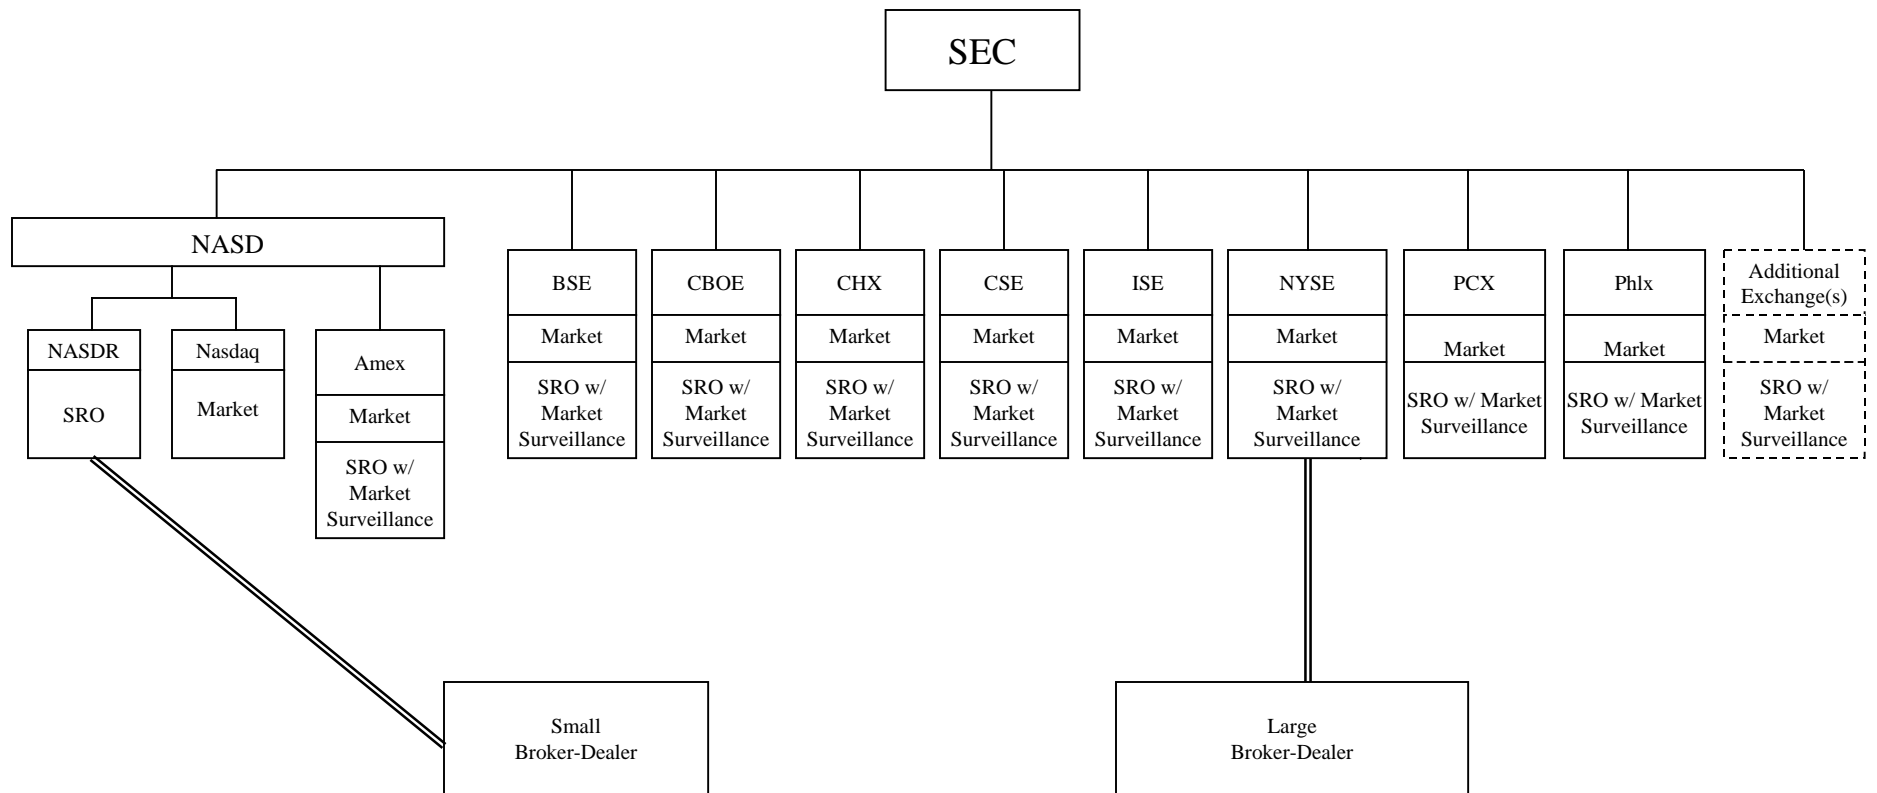 SEC
NASD
NASDR
SRO
Nasdaq
Market
Amex
Market
SRO w/
Market
Surveillance
BSE
Market
SRO w/
Market
Surveillance
CBOE
Market
SRO w/
Market
Surveillance
CHX
Market
SRO w/
Market
Surveillance
CSE
Market
SRO w/
Market
Surveillance
ISE
Market
SRO w/
Market
Surveillance
NYSE
Market
SRO w/
Market
Surveillance
PCX
Market
SRO w/ Market
Surveillance
Phlx
Market
SRO w/ Market
Surveillance
Additional
Exchange(s)
Market
SRO w/
Market
Surveillance
Small
Broker-Dealer
Large
Broker-Dealer